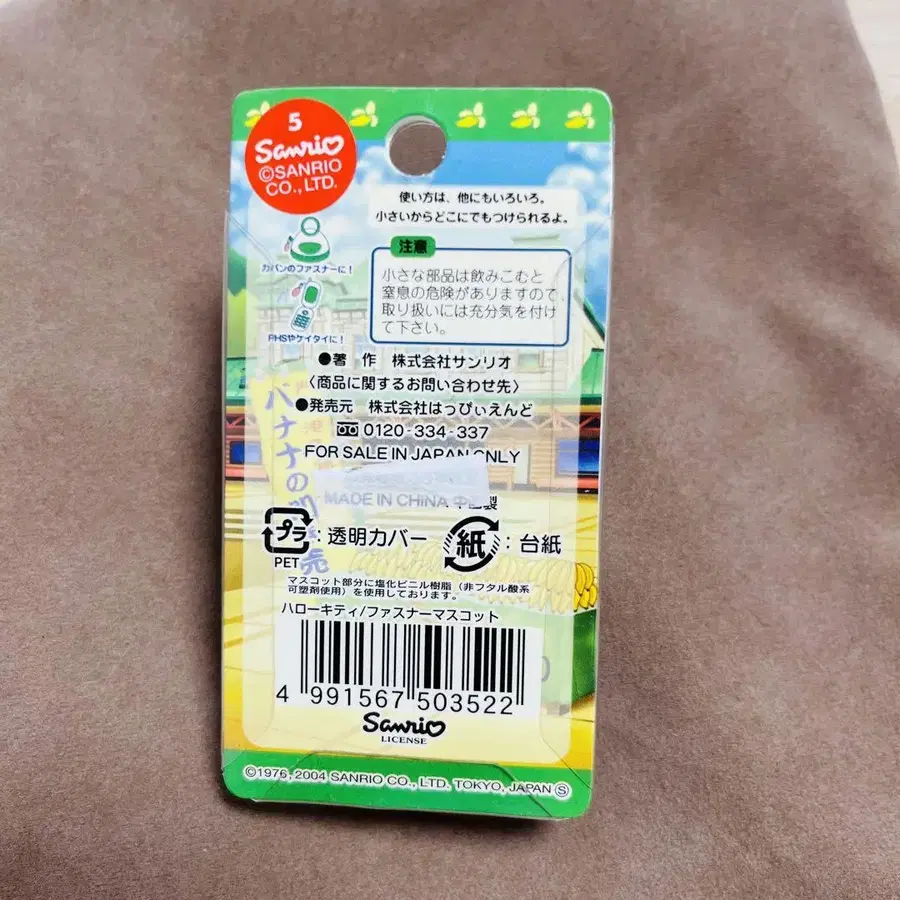 5
Sanrio
©SANRIO
CO., LTD.
使い方は、他にもいろいろ。
小さいからどこにでもつけられるよ。
カバンのファスナーに!
PHSやケイタイに!
注意
小さな部品は飲みこむと
窒息の危険がありますので、
取り扱いには充分気を付け
て下さい。
●著 作 株式会社サンリオ
〈商品に関するお問い合わせ先〉
●発売元 株式会社はっぴぃえんど
0120-334-337
FOR SALE IN JAPAN ONLY
MADE IN CHINA
製
プラ:透明カバー 紙:台紙
PET
マスコット部分に塩化ビニル樹脂(非フタル酸系
可塑剤使用)を使用しております。
ハローキティ/ファスナーマスコット
4 991567 503522
Sanrio
LICENSE
©1976, 2004 SANRIO CO., LTD. TOKYO, JAPAN Ⓢ
バナナの
売